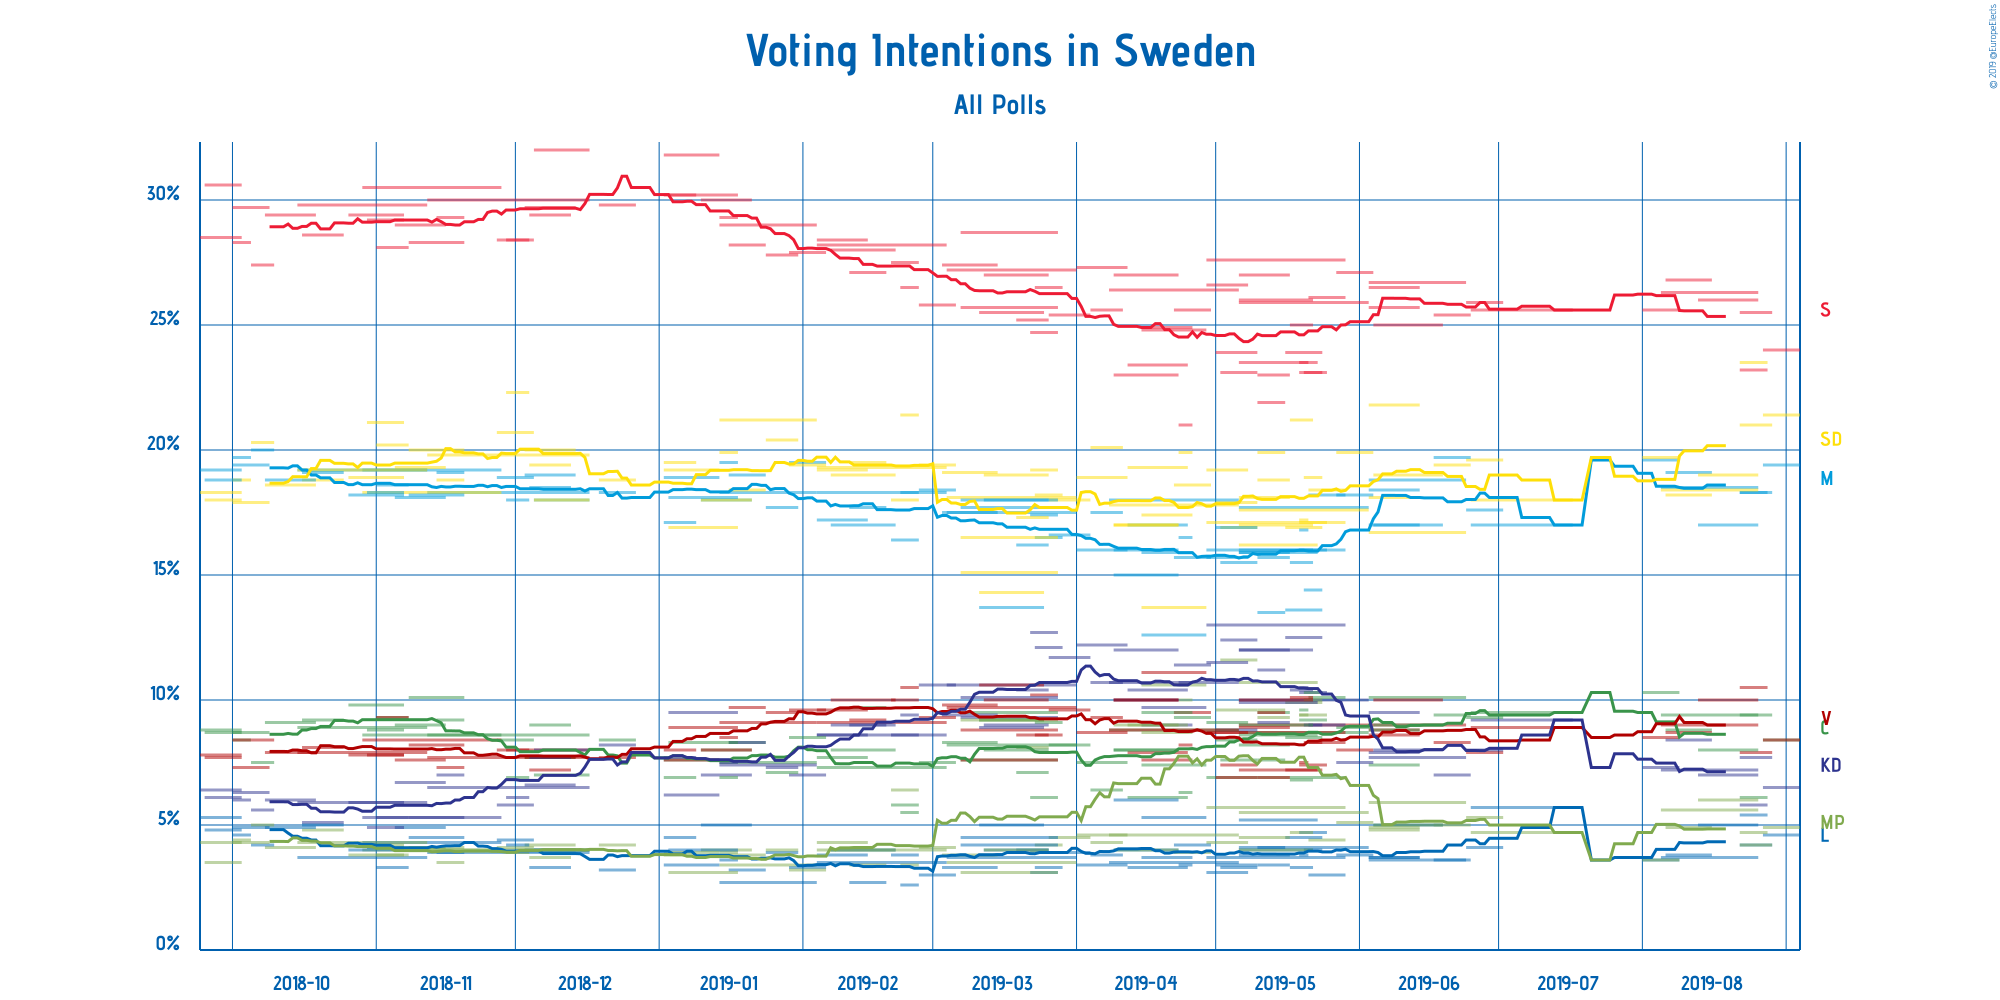 © 2019 @EuropeElects
Voting Intentions in Sweden
All Polls
30%
25%
20%
15%
10%
5%
0%
S
SD
M
V
C
KD
MP
L
2018-10 2018-11 2018-12 2019-01 2019-02 2019-03 2019-04 2019-05 2019-06 2019-07 2019-08